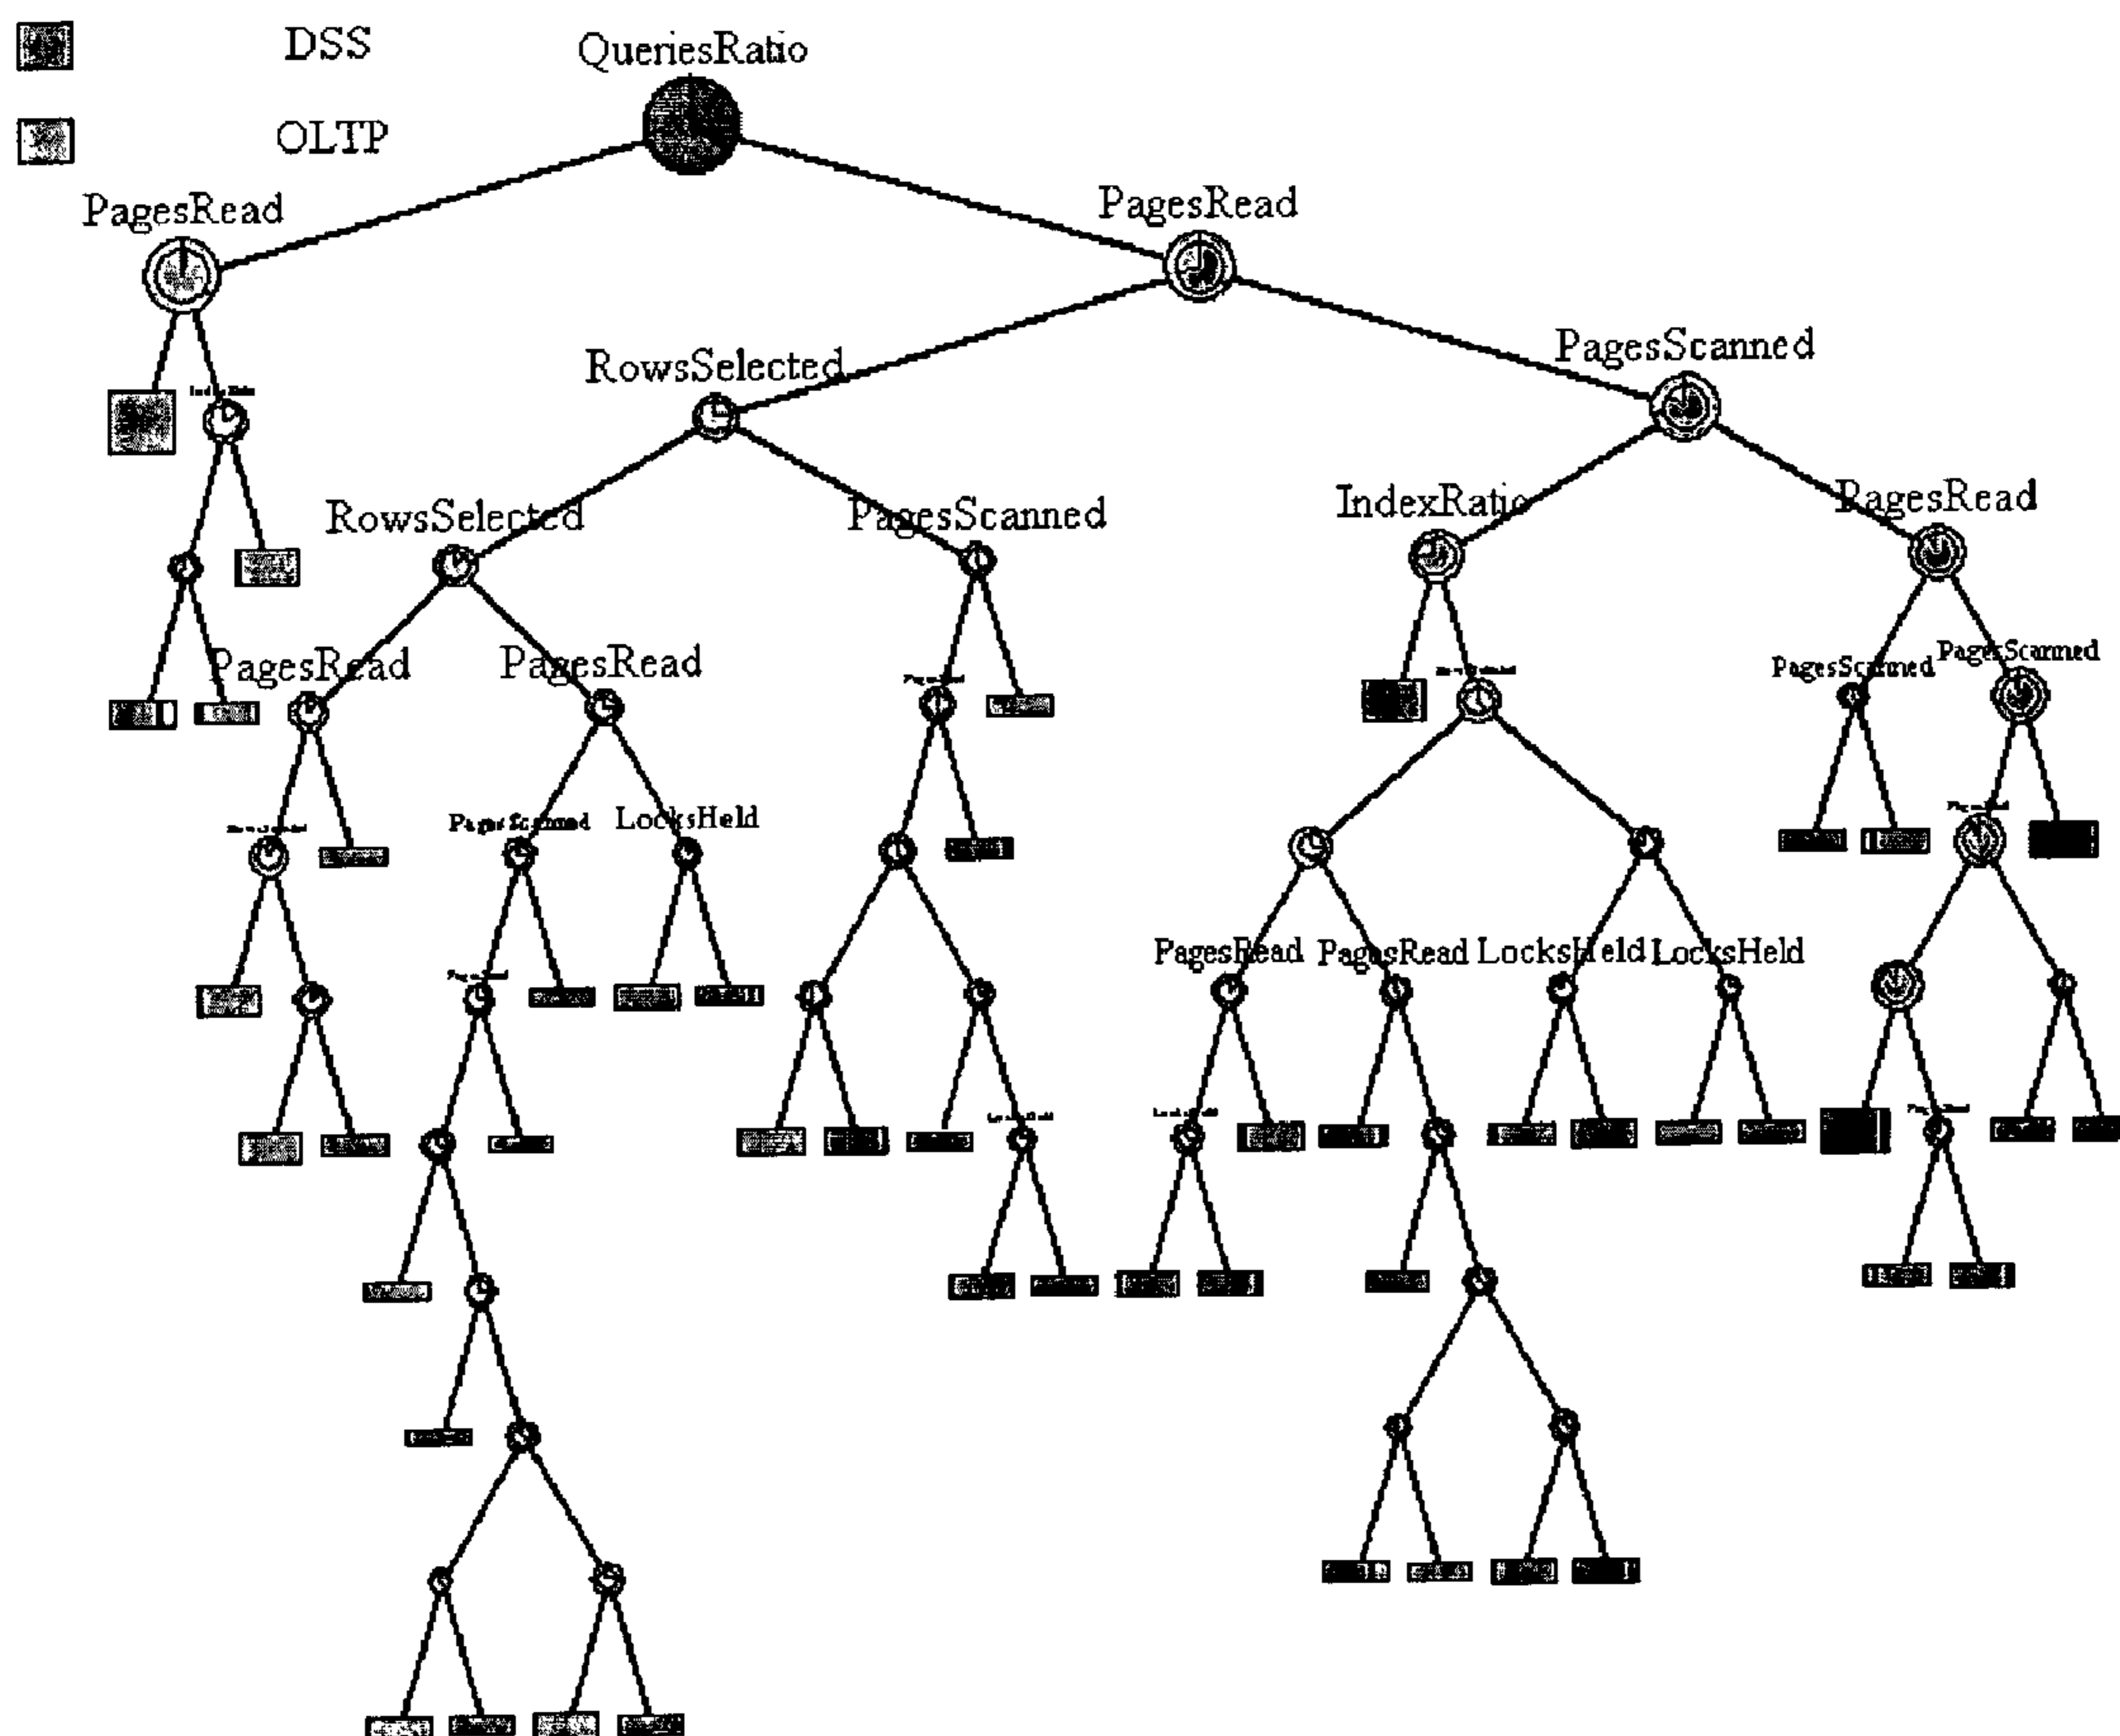 DSS
QueriesRatio
OLTP
PagesRead
PagesRead
PagesScanned
RowsSelected
IndexRatio
PagesRead
RowsSelected
PagesScanned
PagesScanned
PagesScanned
PagesRead
PagesRead
PagesScanned
LocksHeld
PagesRead
PagesRead
LocksHeld
LocksHeld